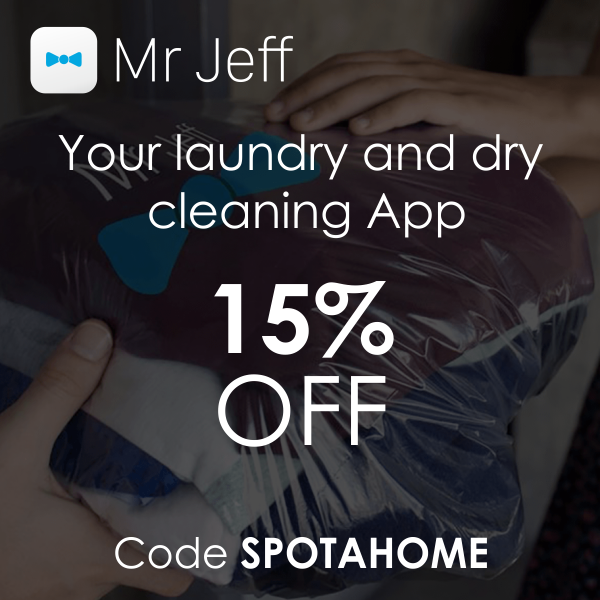 Mr Jeff
Your laundry and dry
cleaning App
15%
OFF
Code SPOTAHOME